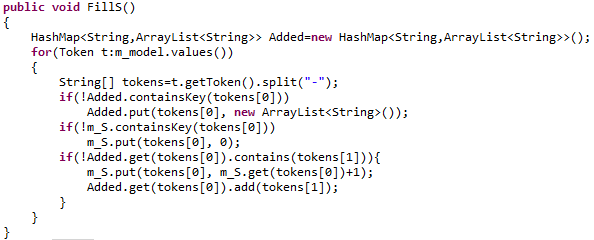 public void FillS()
{
    HashMap<String,ArrayList<String>> Added=new HashMap<String,ArrayList<String>>();
    for(Token t:m_model.values())
    {
        String[] tokens=t.getToken().split("-");
        if(!Added.containsKey(tokens[0]))
            Added.put(tokens[0], new ArrayList<String>());
        if(!m_S.containsKey(tokens[0]))
            m_S.put(tokens[0], 0);
        if(!Added.get(tokens[0]).contains(tokens[1])){
            m_S.put(tokens[0], m_S.get(tokens[0])+1);
            Added.get(tokens[0]).add(tokens[1]);
        }
    }
}